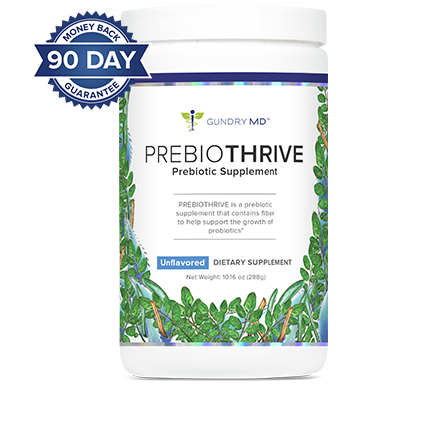 MONEY BACK
90 DAY
GUARANTEE
GUNDRY MD™
PREBIOTHRIVE
Prebiotic Supplement
PREBIOTHRIVE is a prebiotic
supplement that contains fiber
to help support the growth of
probiotics*
Unflavored DIETARY SUPPLEMENT
Net Weight: 10.16 oz (288g)